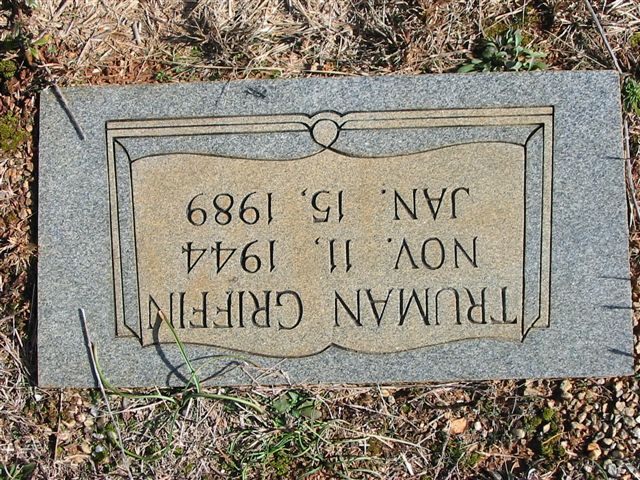 TRUMAN GRIFFIN
NOV. 11, 1944
JAN. 15, 1989